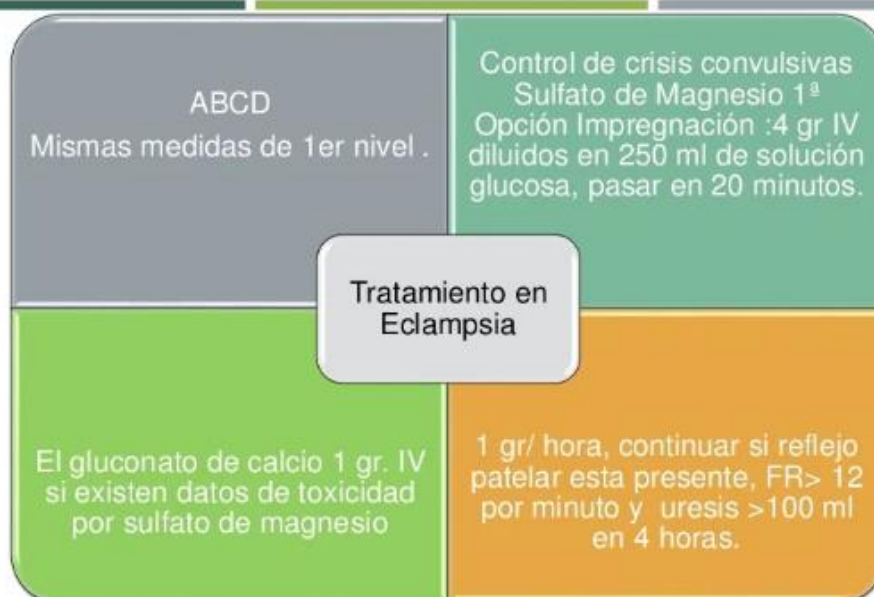 ABCD
Mismas medidas de 1er nivel .
Control de crisis convulsivas
Sulfato de Magnesio 1ª
Opción Impregnación :4 gr IV
diluidos en 250 ml de solución
glucosa, pasar en 20 minutos.
Tratamiento en
Eclampsia
El gluconato de calcio 1 gr. IV
si existen datos de toxicidad
por sulfato de magnesio
1 gr/ hora, continuar si reflejo
patelar esta presente, FR> 12
por minuto y uresis >100 ml
en 4 horas.